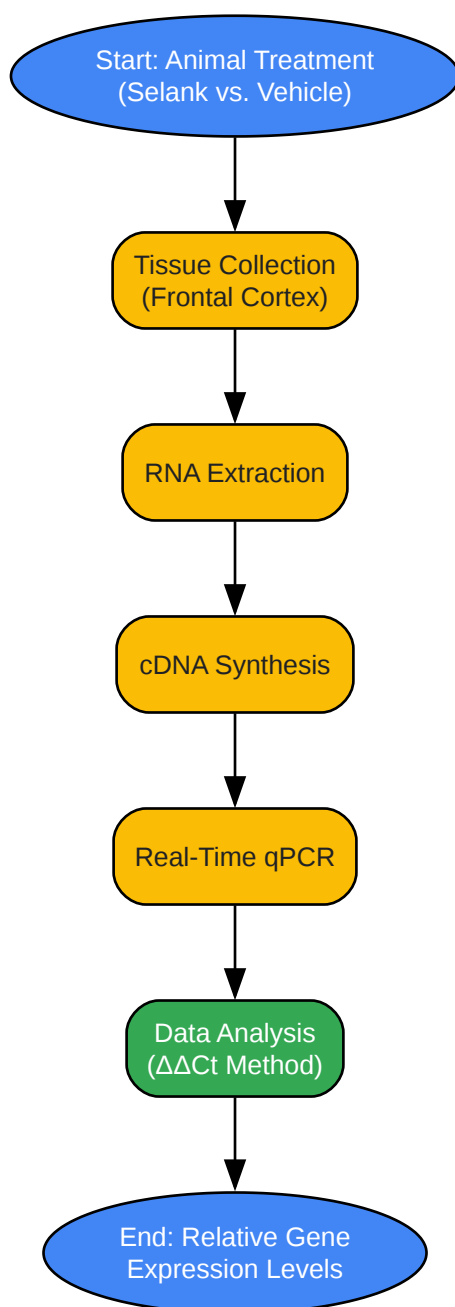 Start: Animal Treatment
(Selank vs. Vehicle)
Tissue Collection
(Frontal Cortex)
RNA Extraction
cDNA Synthesis
Real-Time qPCR
Data Analysis
(ΔΔCt Method)
End: Relative Gene
Expression Levels